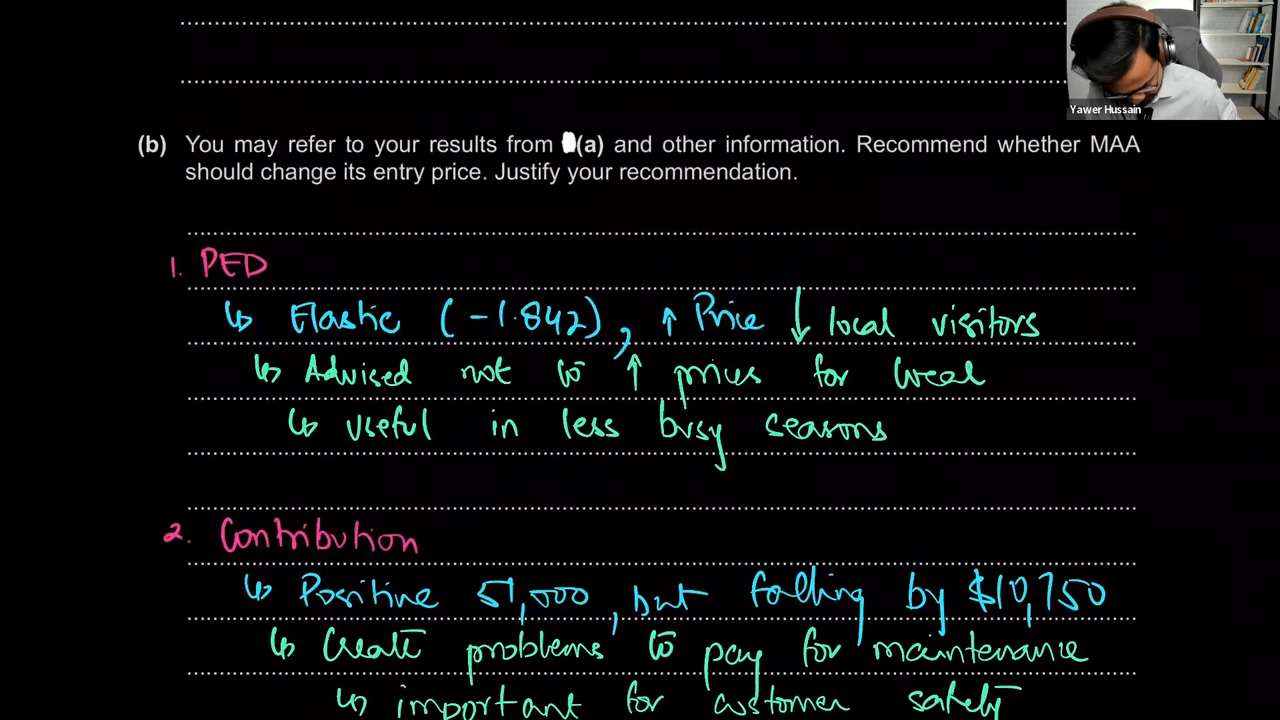 Yawer Hussain
(b) You may refer to your results from (a) and other information. Recommend whether MAA
should change its entry price. Justify your recommendation.
1. PED
↳ Elastic (-1.842), ↑ Price ↓ local visitors
↳ Advised not to ↑ prices for local
↳ useful in less busy seasons
2. Contribution
↳ Positive 51,000, but falling by $10,750
↳ Create problems to pay for maintenance
↳ important for customer safety